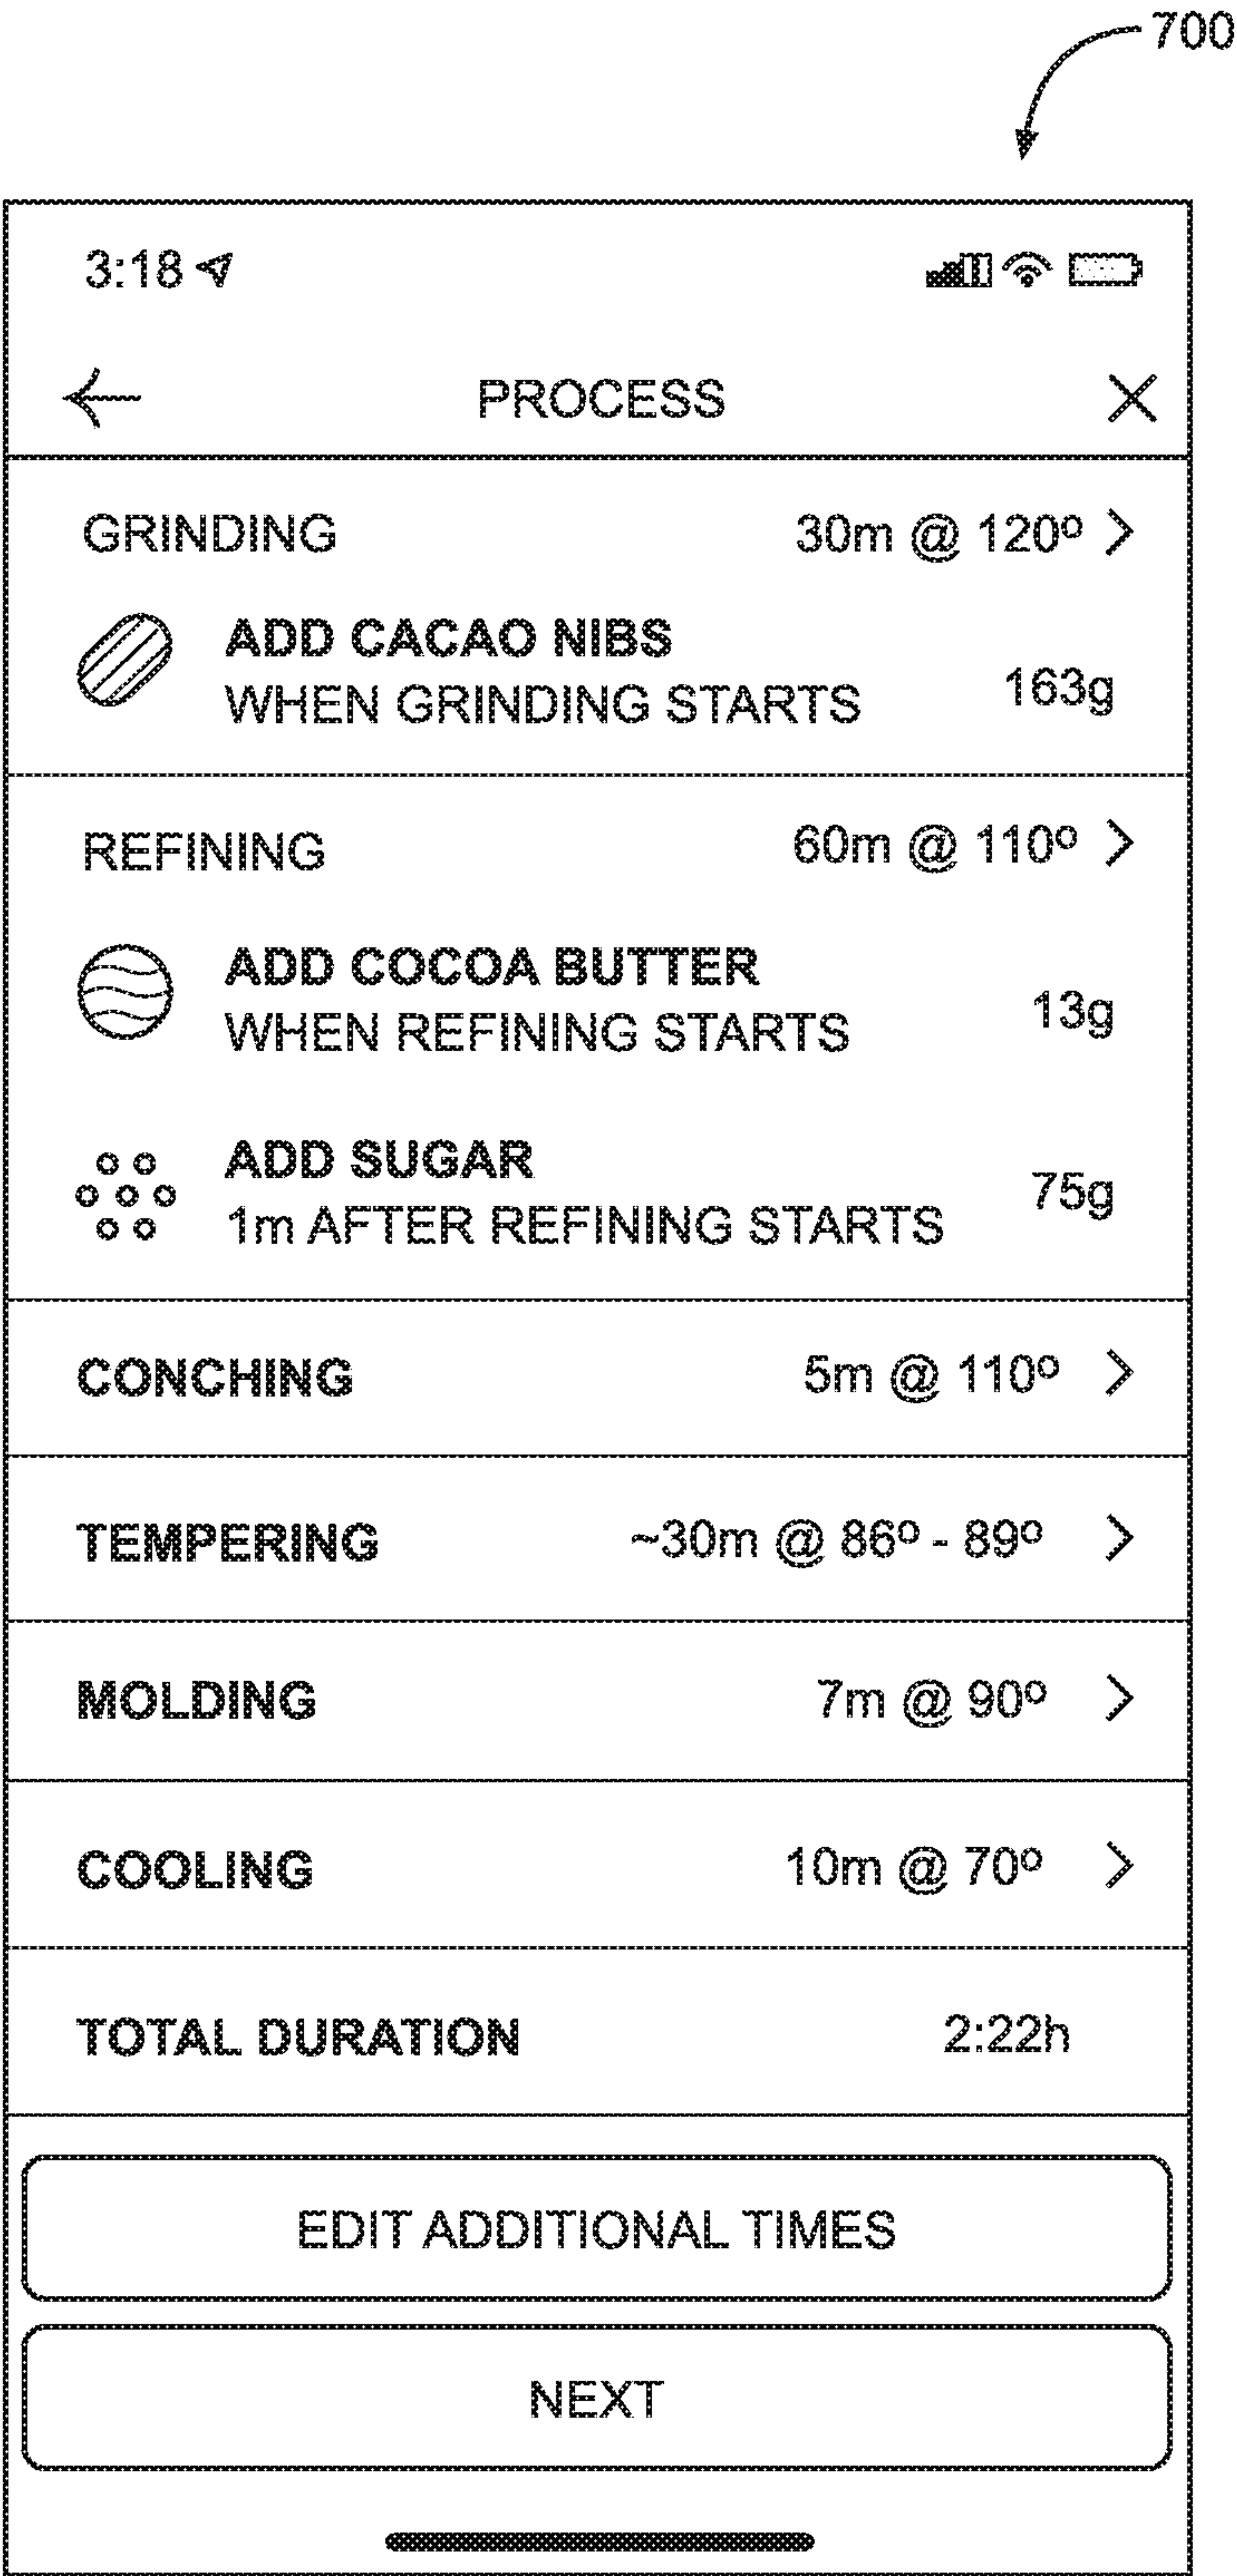 700
3:18
PROCESS
GRINDING 30m @ 120º
ADD CACAO NIBS
WHEN GRINDING STARTS 163g
REFINING 60m @ 110º
ADD COCOA BUTTER
WHEN REFINING STARTS 13g
ADD SUGAR
1m AFTER REFINING STARTS 75g
CONCHING 5m @ 110º
TEMPERING ~30m @ 86º - 89º
MOLDING 7m @ 90º
COOLING 10m @ 70º
TOTAL DURATION 2:22h
EDIT ADDITIONAL TIMES
NEXT